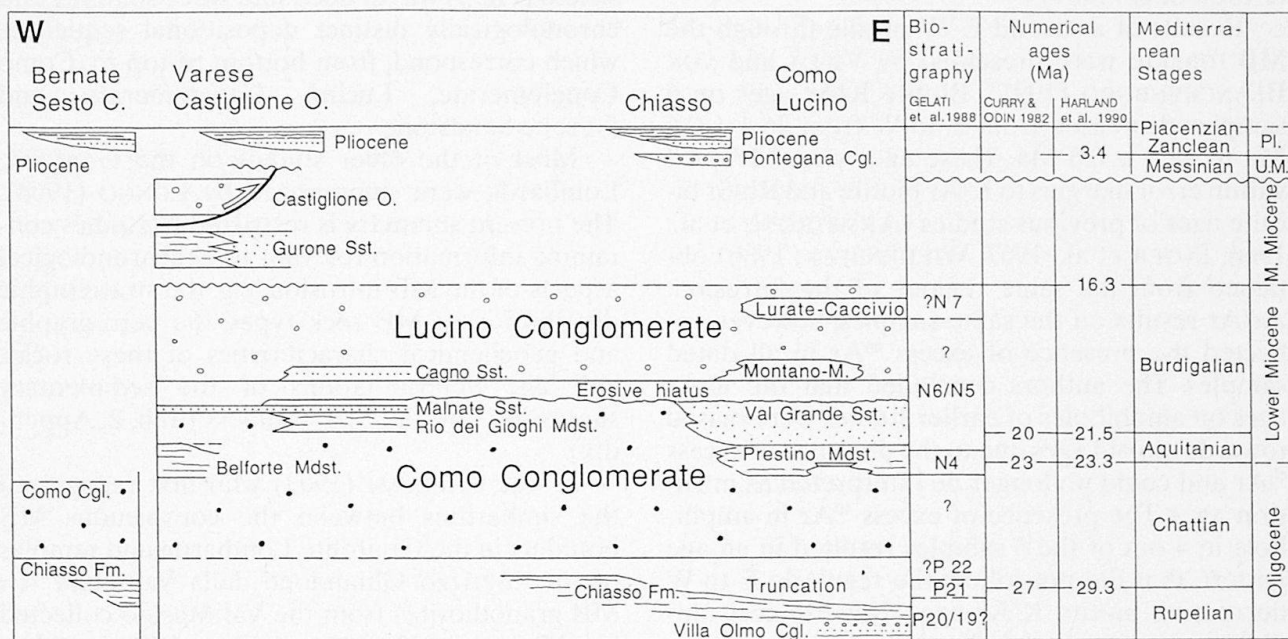 W
E
Bernate
Sesto C.
Varese
Castiglione O.
Chiasso
Como
Lucino
Bio
strati-
graphy
GELATI
et al.1988
Numerical
ages
(Ma)
CURRY &
ODIN 1982
HARLAND
et al. 1990
Mediterra-
nean Stages
Pliocene
Pliocene
Pliocene
Pontegana Cgl.
3.4
Piacenzian
Zanclean
Messinian
Pl.
U.M.
Castiglione O.
Gurone Sst.
M. Miocene
16.3
Lucino Conglomerate
Lurate-Caccivio
?N 7
?
Cagno Sst.
Montano-M.
Burdigalian
Lower Miocene
Erosive hiatus
N6/N5
Malnate Sst.
Rio dei Gioghi Mdst.
Val Grande Sst.
20
21.5
Belforte Mdst.
Como Conglomerate
Prestino Mdst.
Aquitanian
N4
23
23.3
Como Cgl.
?
Chattian
Chiasso Fm.
Chiasso Fm.
Truncation
?P 22
P21
27
29.3
Oligocene
Villa Olmo Cgl.
P20/19?
Rupelian